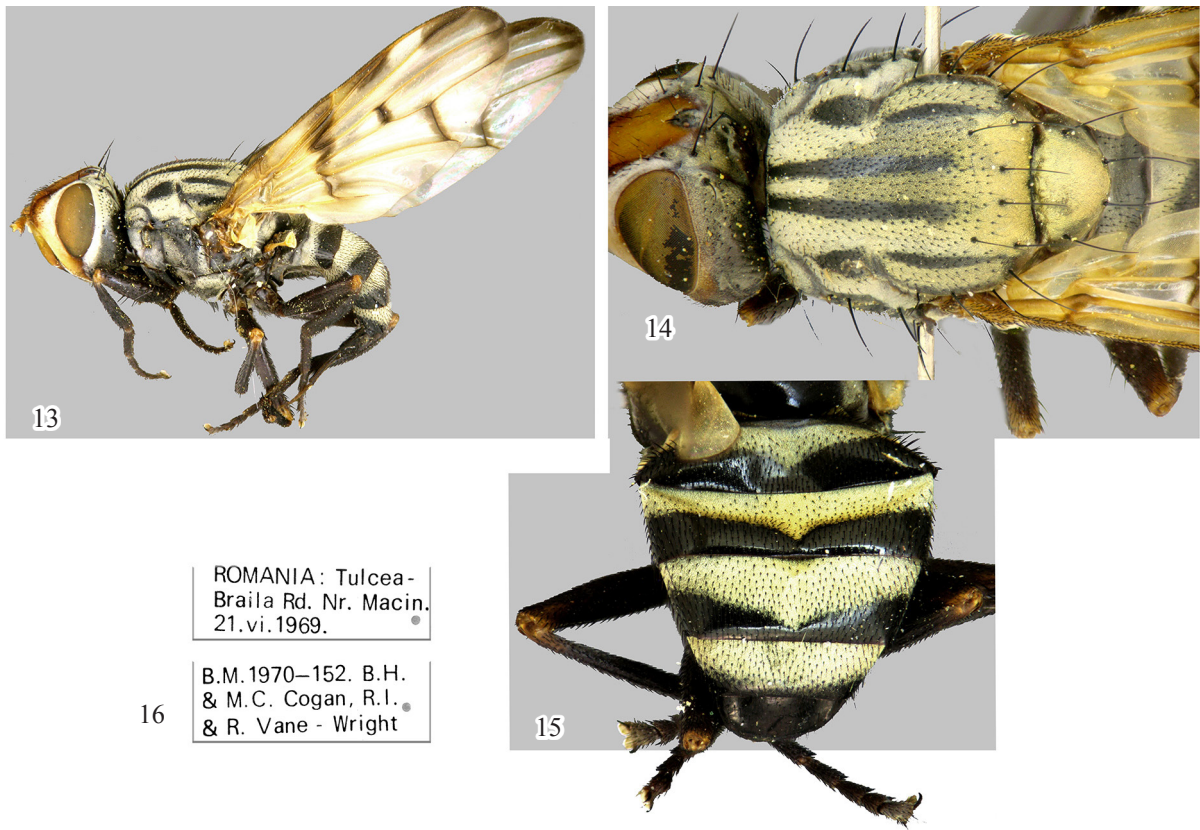 13
14
15
16
ROMANIA: Tulcea-
Braila Rd. Nr. Macin.
21.vi.1969.
B.M.1970–152. B.H.
& M.C. Cogan, R.I.
& R. Vane - Wright